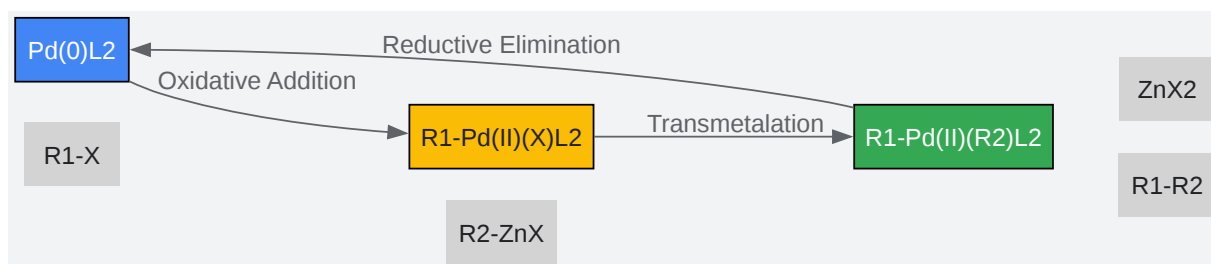 Pd(0)L2
Reductive Elimination
Oxidative Addition
R1-X
R1-Pd(II)(X)L2
Transmetalation
R1-Pd(II)(R2)L2
R2-ZnX
ZnX2
R1-R2